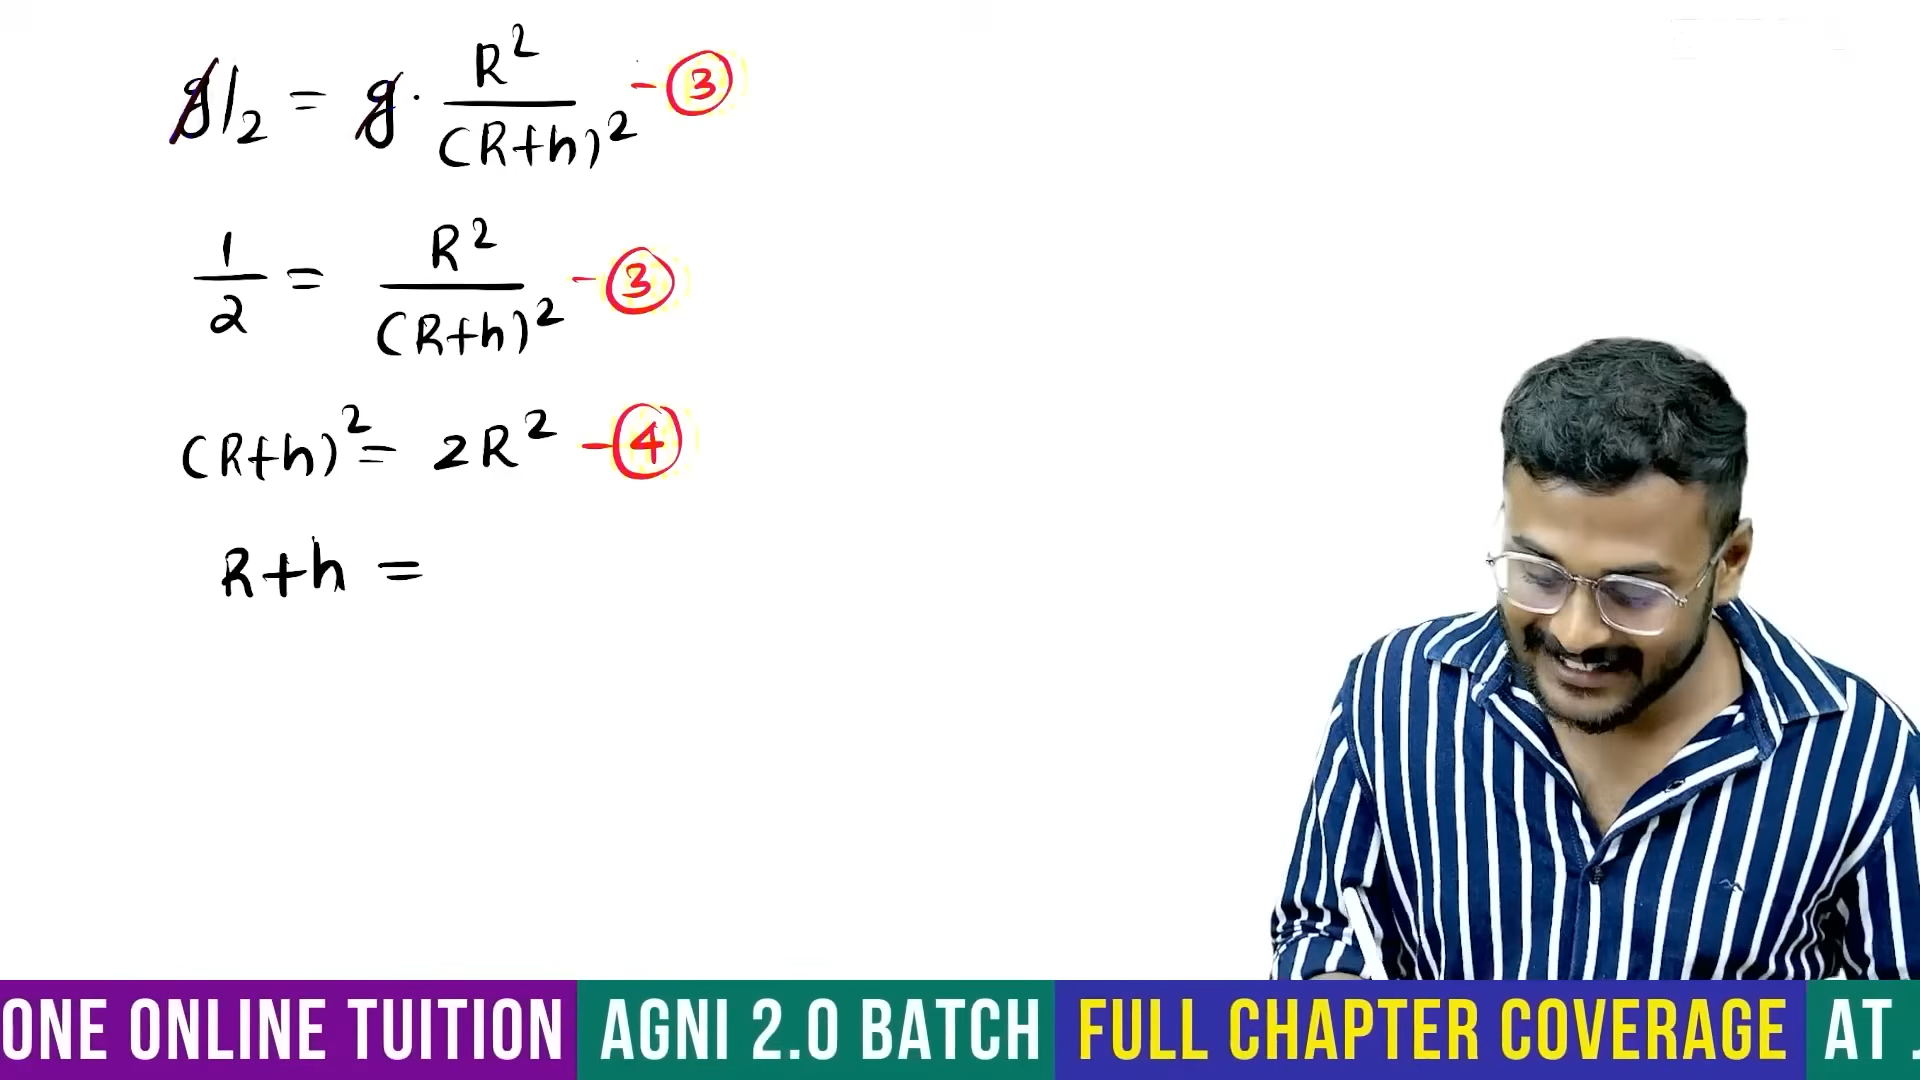 g/2 = g · R² / (R+h)² - ③
1/2 = R² / (R+h)² - ③
(R+h)² = 2R² - ④
R+h =
ONE ONLINE TUITION AGNI 2.0 BATCH FULL CHAPTER COVERAGE AT